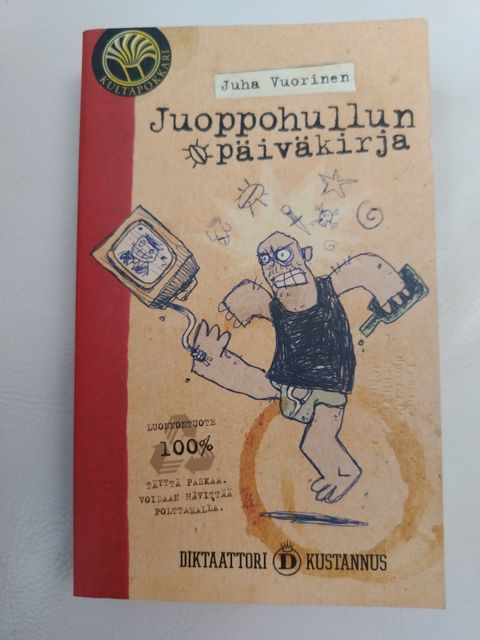 KULTAPOKKARI
Juha Vuorinen
Juoppohullun
päiväkirja
LUONNONTUOTE
100%
TÄYTTÄ PASKAA.
VOIDAAN HÄVITTÄÄ
POLTTAMALLA.
DIKTAATTORI D KUSTANNUS